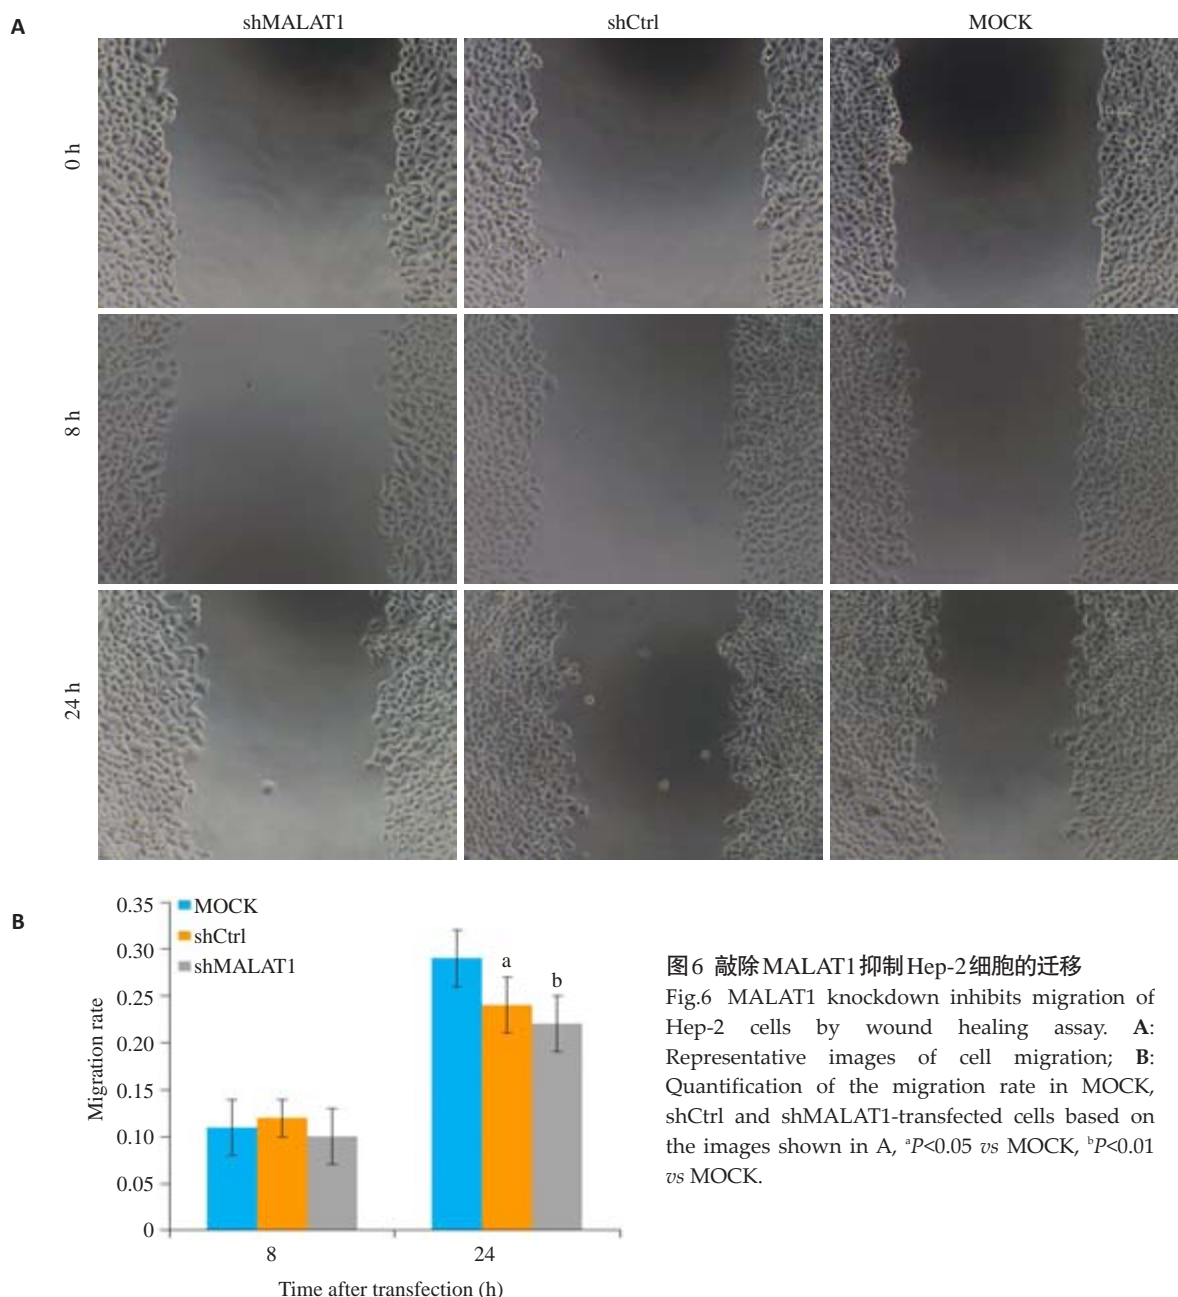 A
shMALAT1
shCtrl
MOCK
0 h
8 h
24 h
B
0.35
0.30
0.25
0.20
0.15
0.10
0.05
0
Migration rate
MOCK
shCtrl
shMALAT1
a
b
8
24
Time after transfection (h)
图6 敲除MALAT1抑制Hep-2细胞的迁移
Fig.6 MALAT1 knockdown inhibits migration of
Hep-2 cells by wound healing assay. A:
Representative images of cell migration; B:
Quantification of the migration rate in MOCK,
shCtrl and shMALAT1-transfected cells based on
the images shown in A, ᵃP<0.05 vs MOCK, ᵇP<0.01
vs MOCK.